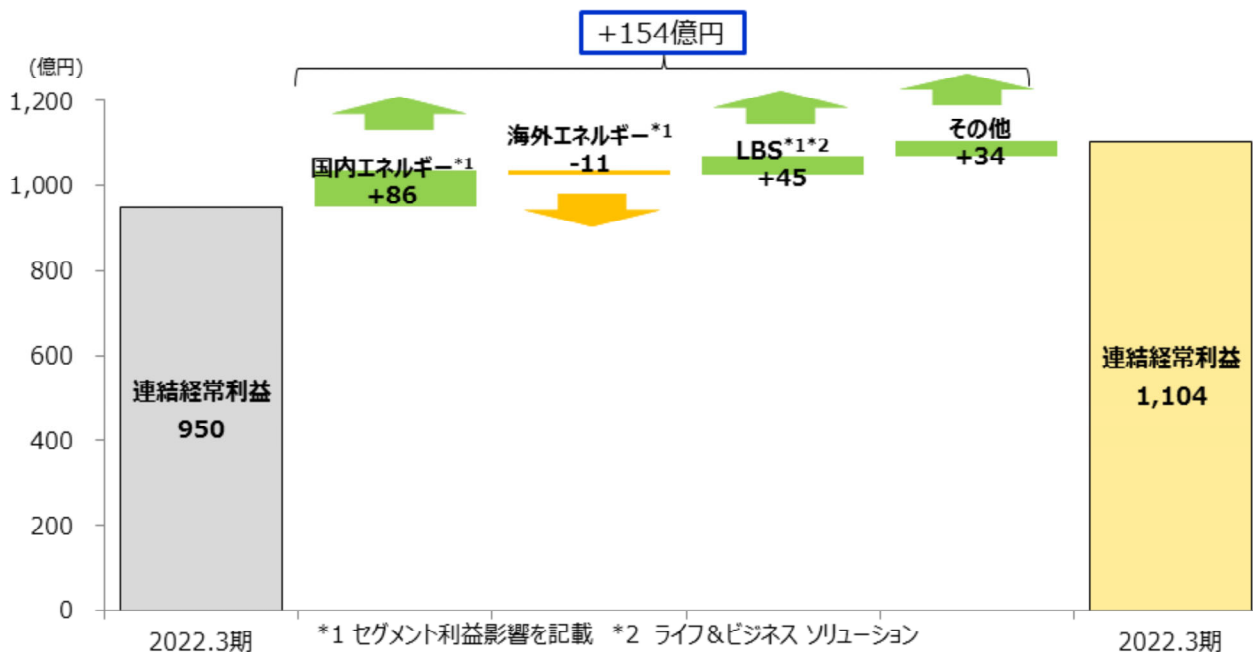 +154億円
(億円)
1,200
1,000
800
600
400
200
0
国内エネルギー*1
+86
海外エネルギー*1
-11
LBS*1*2
+45
その他
+34
連結経常利益
950
連結経常利益
1,104
2022.3期
*1 セグメント利益影響を記載 *2 ライフ&ビジネス ソリューション
2022.3期